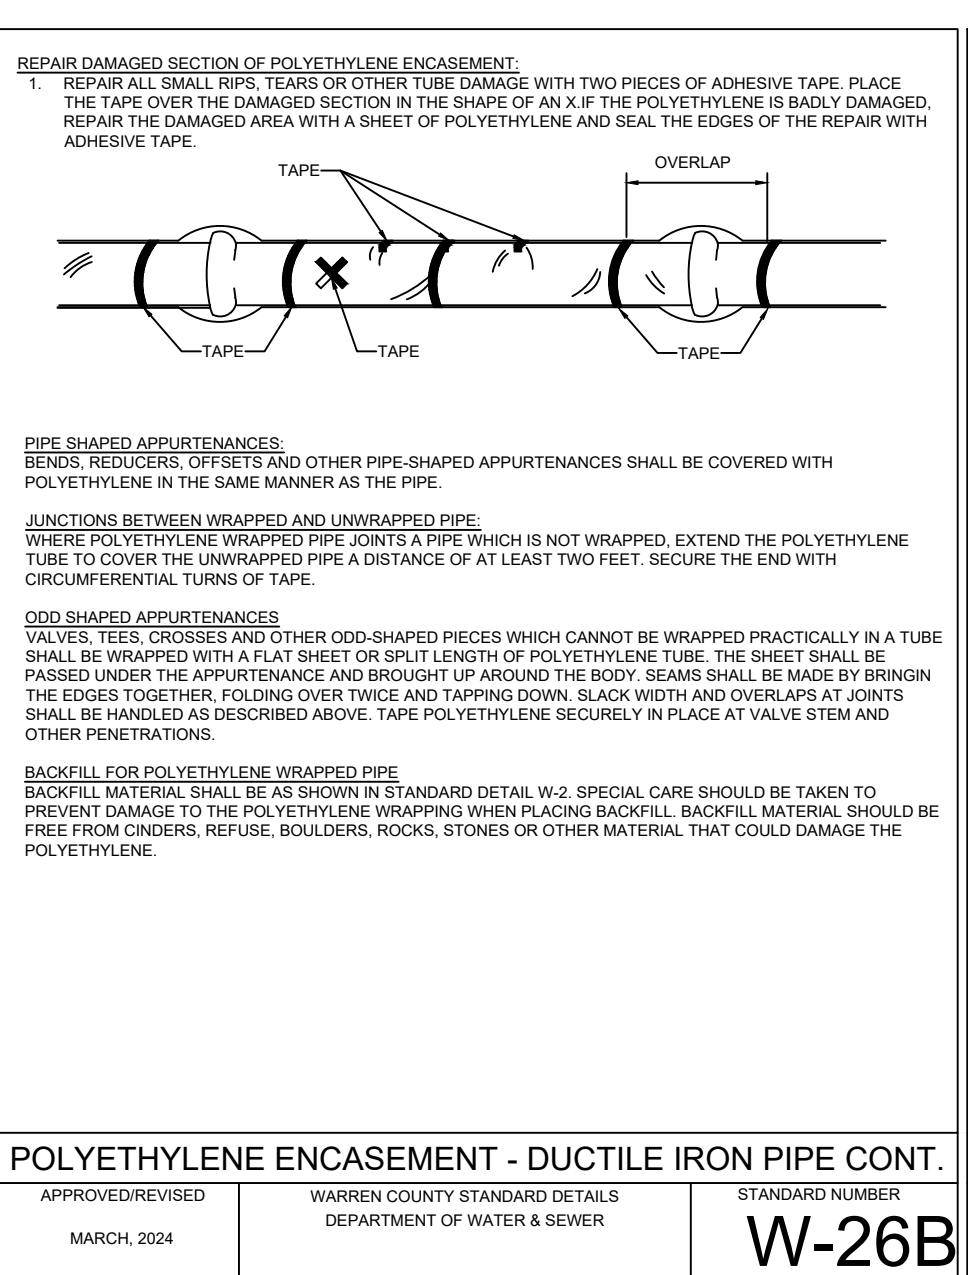 REPAIR DAMAGED SECTION OF POLYETHYLENE ENCASEMENT:
1. REPAIR ALL SMALL RIPS, TEARS OR OTHER TUBE DAMAGE WITH TWO PIECES OF ADHESIVE TAPE. PLACE
THE TAPE OVER THE DAMAGED SECTION IN THE SHAPE OF AN X.IF THE POLYETHYLENE IS BADLY DAMAGED,
REPAIR THE DAMAGED AREA WITH A SHEET OF POLYETHYLENE AND SEAL THE EDGES OF THE REPAIR WITH
ADHESIVE TAPE.
OVERLAP
TAPE
TAPE
TAPE
TAPE
PIPE SHAPED APPURTENANCES:
BENDS, REDUCERS, OFFSETS AND OTHER PIPE-SHAPED APPURTENANCES SHALL BE COVERED WITH
POLYETHYLENE IN THE SAME MANNER AS THE PIPE.
JUNCTIONS BETWEEN WRAPPED AND UNWRAPPED PIPE:
WHERE POLYETHYLENE WRAPPED PIPE JOINTS A PIPE WHICH IS NOT WRAPPED, EXTEND THE POLYETHYLENE
TUBE TO COVER THE UNWRAPPED PIPE A DISTANCE OF AT LEAST TWO FEET. SECURE THE END WITH
CIRCUMFERENTIAL TURNS OF TAPE.
ODD SHAPED APPURTENANCES
VALVES, TEES, CROSSES AND OTHER ODD-SHAPED PIECES WHICH CANNOT BE WRAPPED PRACTICALLY IN A TUBE
SHALL BE WRAPPED WITH A FLAT SHEET OR SPLIT LENGTH OF POLYETHYLENE TUBE. THE SHEET SHALL BE
PASSED UNDER THE APPURTENANCE AND BROUGHT UP AROUND THE BODY. SEAMS SHALL BE MADE BY BRINGIN
THE EDGES TOGETHER, FOLDING OVER TWICE AND TAPPING DOWN. SLACK WIDTH AND OVERLAPS AT JOINTS
SHALL BE HANDLED AS DESCRIBED ABOVE. TAPE POLYETHYLENE SECURELY IN PLACE AT VALVE STEM AND
OTHER PENETRATIONS.
BACKFILL FOR POLYETHYLENE WRAPPED PIPE
BACKFILL MATERIAL SHALL BE AS SHOWN IN STANDARD DETAIL W-2. SPECIAL CARE SHOULD BE TAKEN TO
PREVENT DAMAGE TO THE POLYETHYLENE WRAPPING WHEN PLACING BACKFILL. BACKFILL MATERIAL SHOULD BE
FREE FROM CINDERS, REFUSE, BOULDERS, ROCKS, STONES OR OTHER MATERIAL THAT COULD DAMAGE THE
POLYETHYLENE.
POLYETHYLENE ENCASEMENT - DUCTILE IRON PIPE CONT.
APPROVED/REVISED
MARCH, 2024
WARREN COUNTY STANDARD DETAILS
DEPARTMENT OF WATER & SEWER
STANDARD NUMBER
W-26B